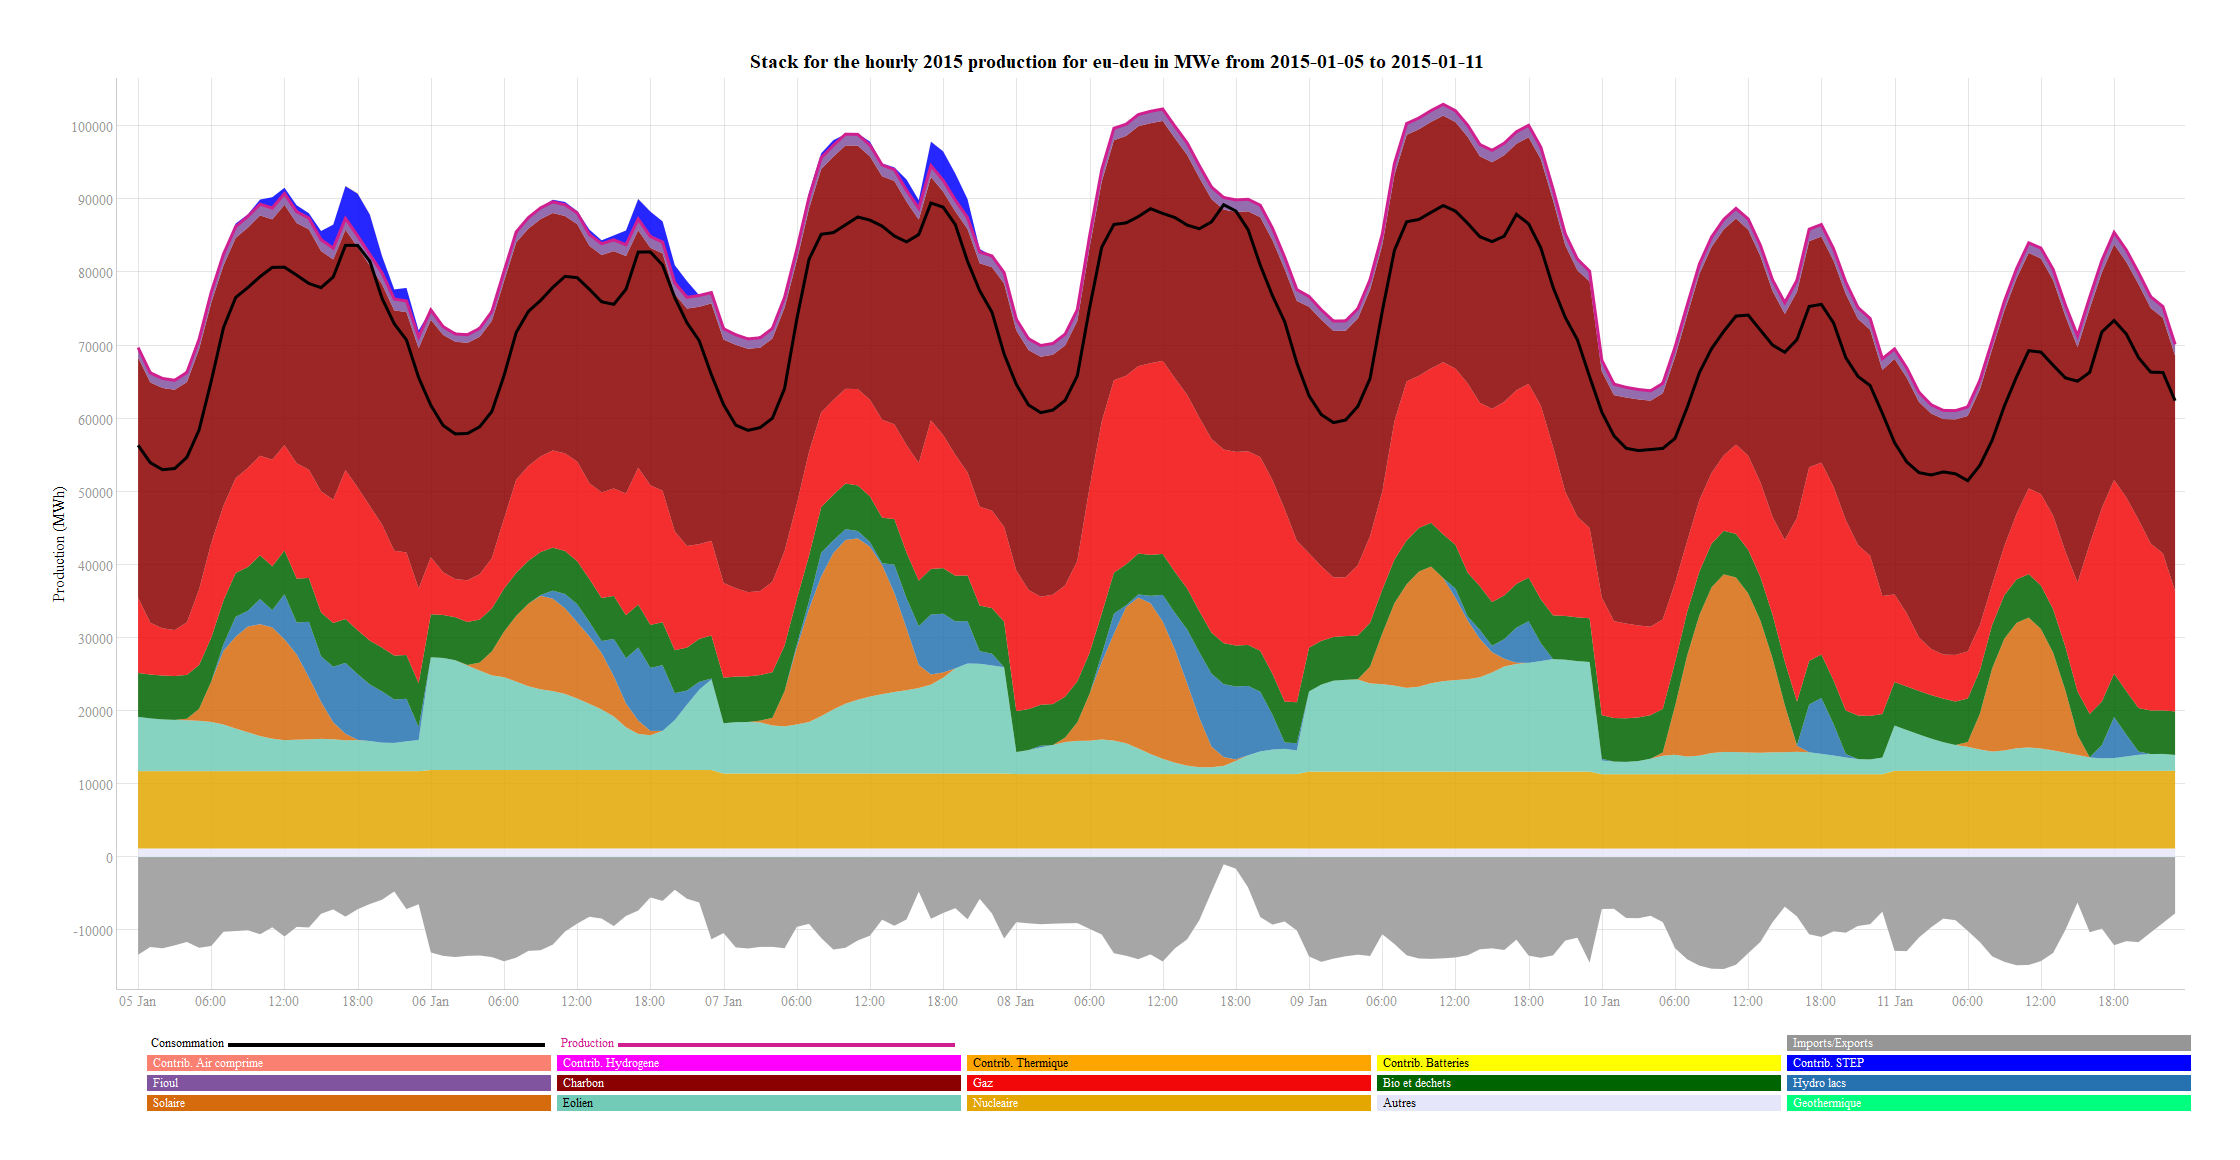 Stack for the hourly 2015 production for eu-deu in MWe from 2015-01-05 to 2015-01-11
100000
90000
80000
70000
60000
50000
40000
30000
20000
10000
0
-10000
Production (MWh)
05 Jan 06:00 12:00 18:00 06 Jan 06:00 12:00 18:00 07 Jan 06:00 12:00 18:00 08 Jan 06:00 12:00 18:00 09 Jan 06:00 12:00 18:00 10 Jan 06:00 12:00 18:00 11 Jan 06:00 12:00 18:00
Consommation Production Imports/Exports
Contrib. Air comprime Contrib. Hydrogene Contrib. Thermique Contrib. Batteries Contrib. STEP
Fioul Charbon Gaz Bio et dechets Hydro lacs
Solaire Eolien Nucleaire Autres Geothermique